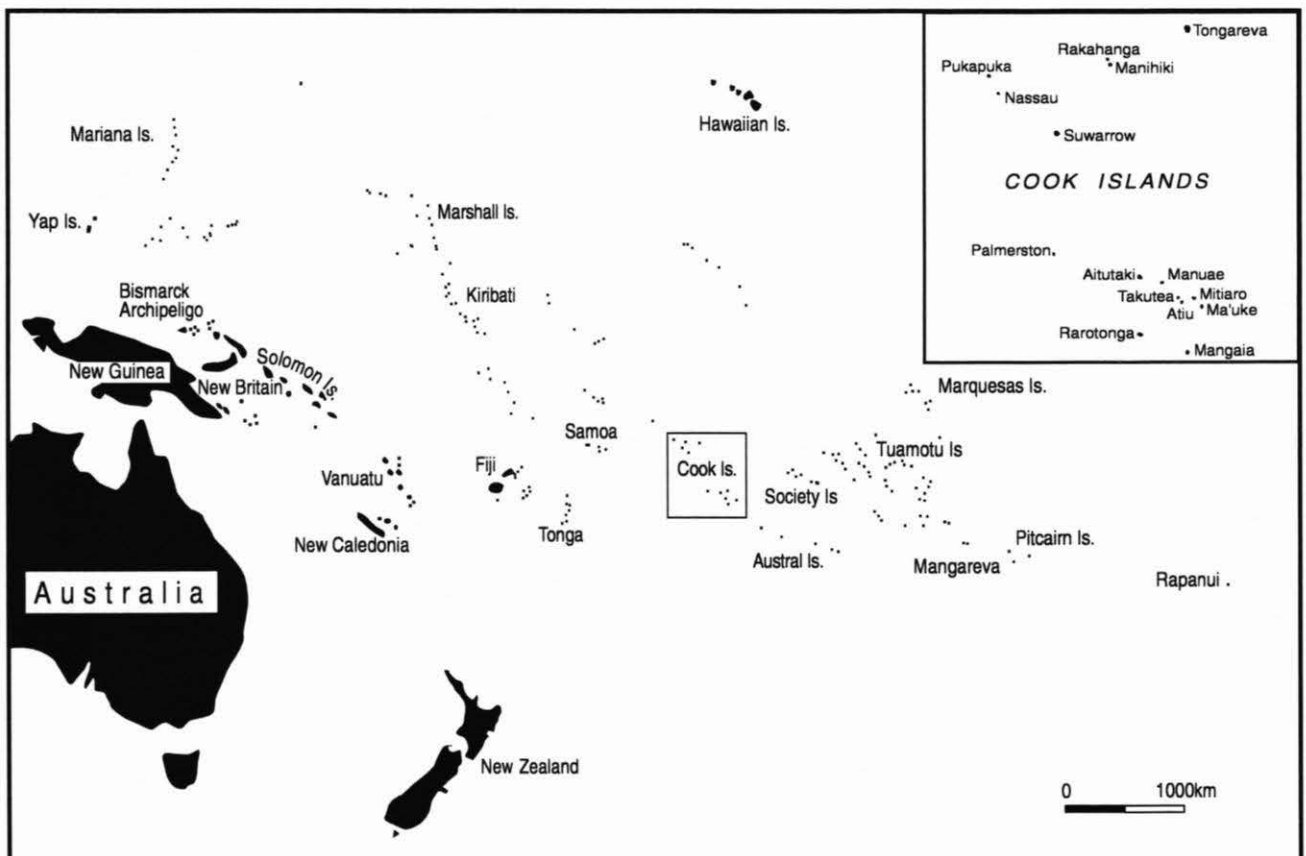 Tongareva
Rakahanga
Manihiki
Pukapuka
Nassau
Suwarrow
COOK ISLANDS
Palmerston
Aitutaki
Manuae
Takutea
Mitiaro
Atiu
Ma'uke
Rarotonga
Mangaia
Hawaiian Is.
Mariana Is.
Yap Is.
Marshall Is.
Kiribati
Bismarck
Archipeligo
New Guinea
New Britain
Solomon Is.
Marquesas Is.
Samoa
Tuamotu Is
Fiji
Cook Is.
Vanuatu
Society Is
Tonga
New Caledonia
Austral Is.
Mangareva
Pitcairn Is.
Rapanui
Australia
New Zealand
0 1000km